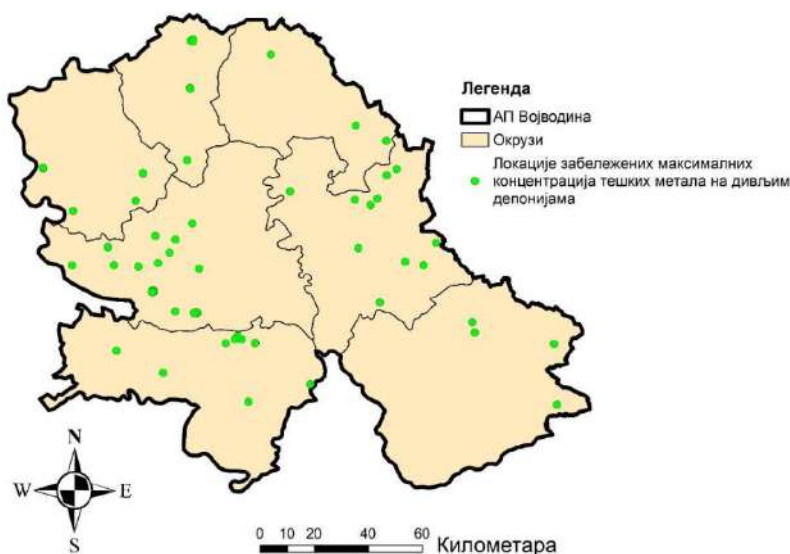 Легенда
АП Војводина
Окрузи
Локације забележених максималних
концентрација тешких метала на дивљим
депонијама
N
W E
S
0 10 20 40 60 Километара